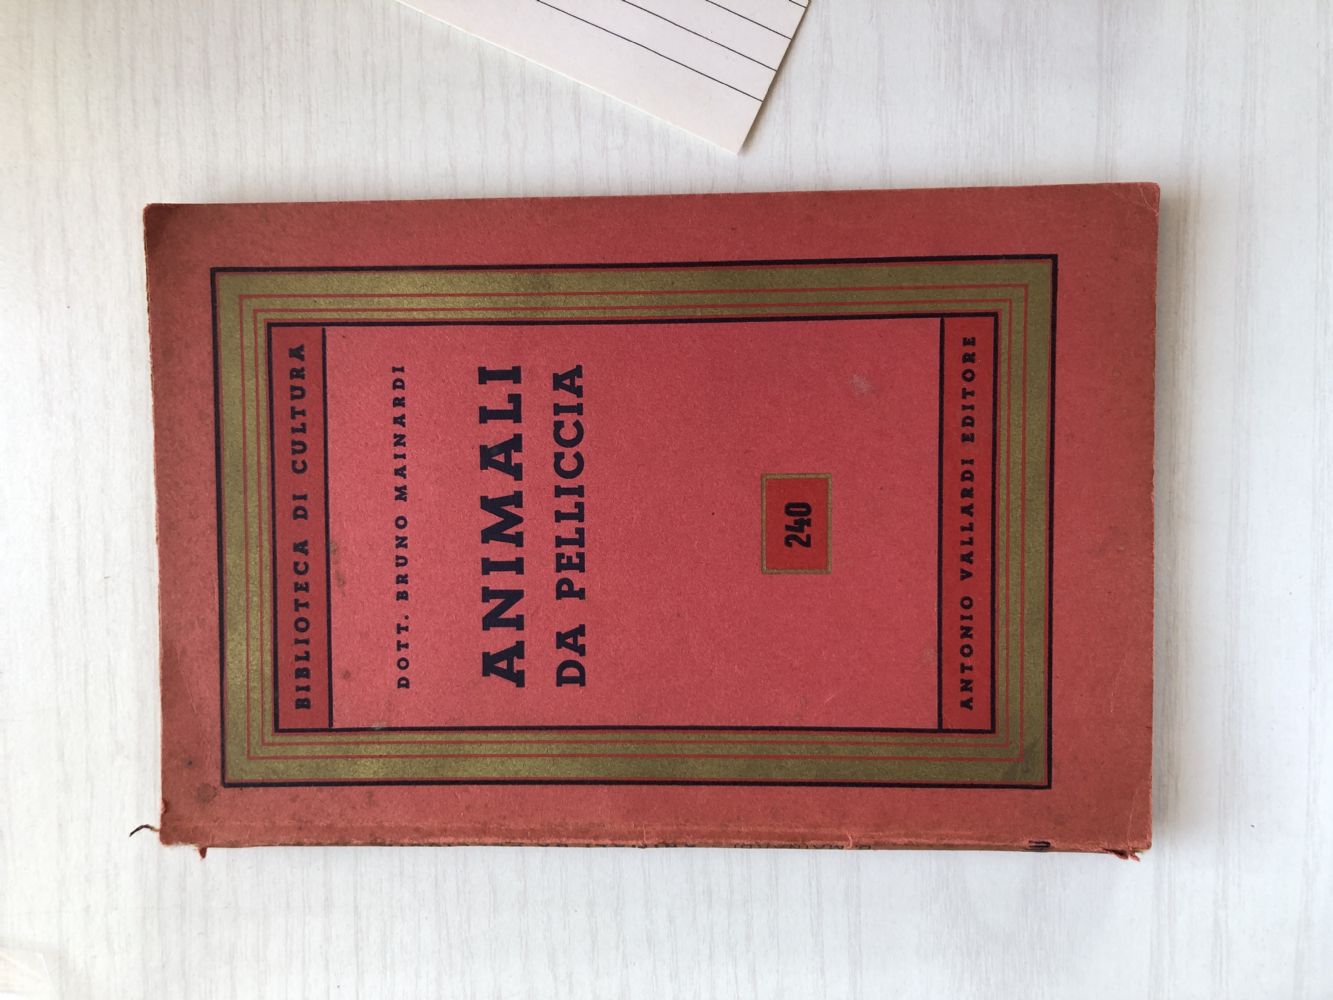 BIBLIOTECA DI CULTURA
DOTT. BRUNO MAINARDI
ANIMALI
DA PELLICCIA
240
ANTONIO VALLARDI EDITORE